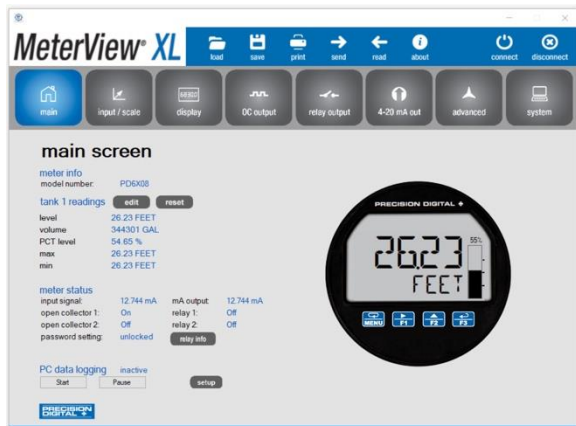 MeterView® XL
load save print send read about connect disconnect
main input / scale display OC output relay output 4-20 mA out advanced system
main screen
meter info
model number: PD6X08
tank 1 readings edit reset
level 26.23 FEET
volume 344301 GAL
PCT level 54.65 %
max 26.23 FEET
min 26.23 FEET
meter status
input signal: 12.744 mA mA output: 12.744 mA
open collector 1: On relay 1: Off
open collector 2: Off relay 2: Off
password setting: unlocked relay info
PC data logging inactive
Start Pause setup
PRECISION
DIGITAL
PRECISION DIGITAL
55%
26.23
FEET
MENU F1 F2 F3